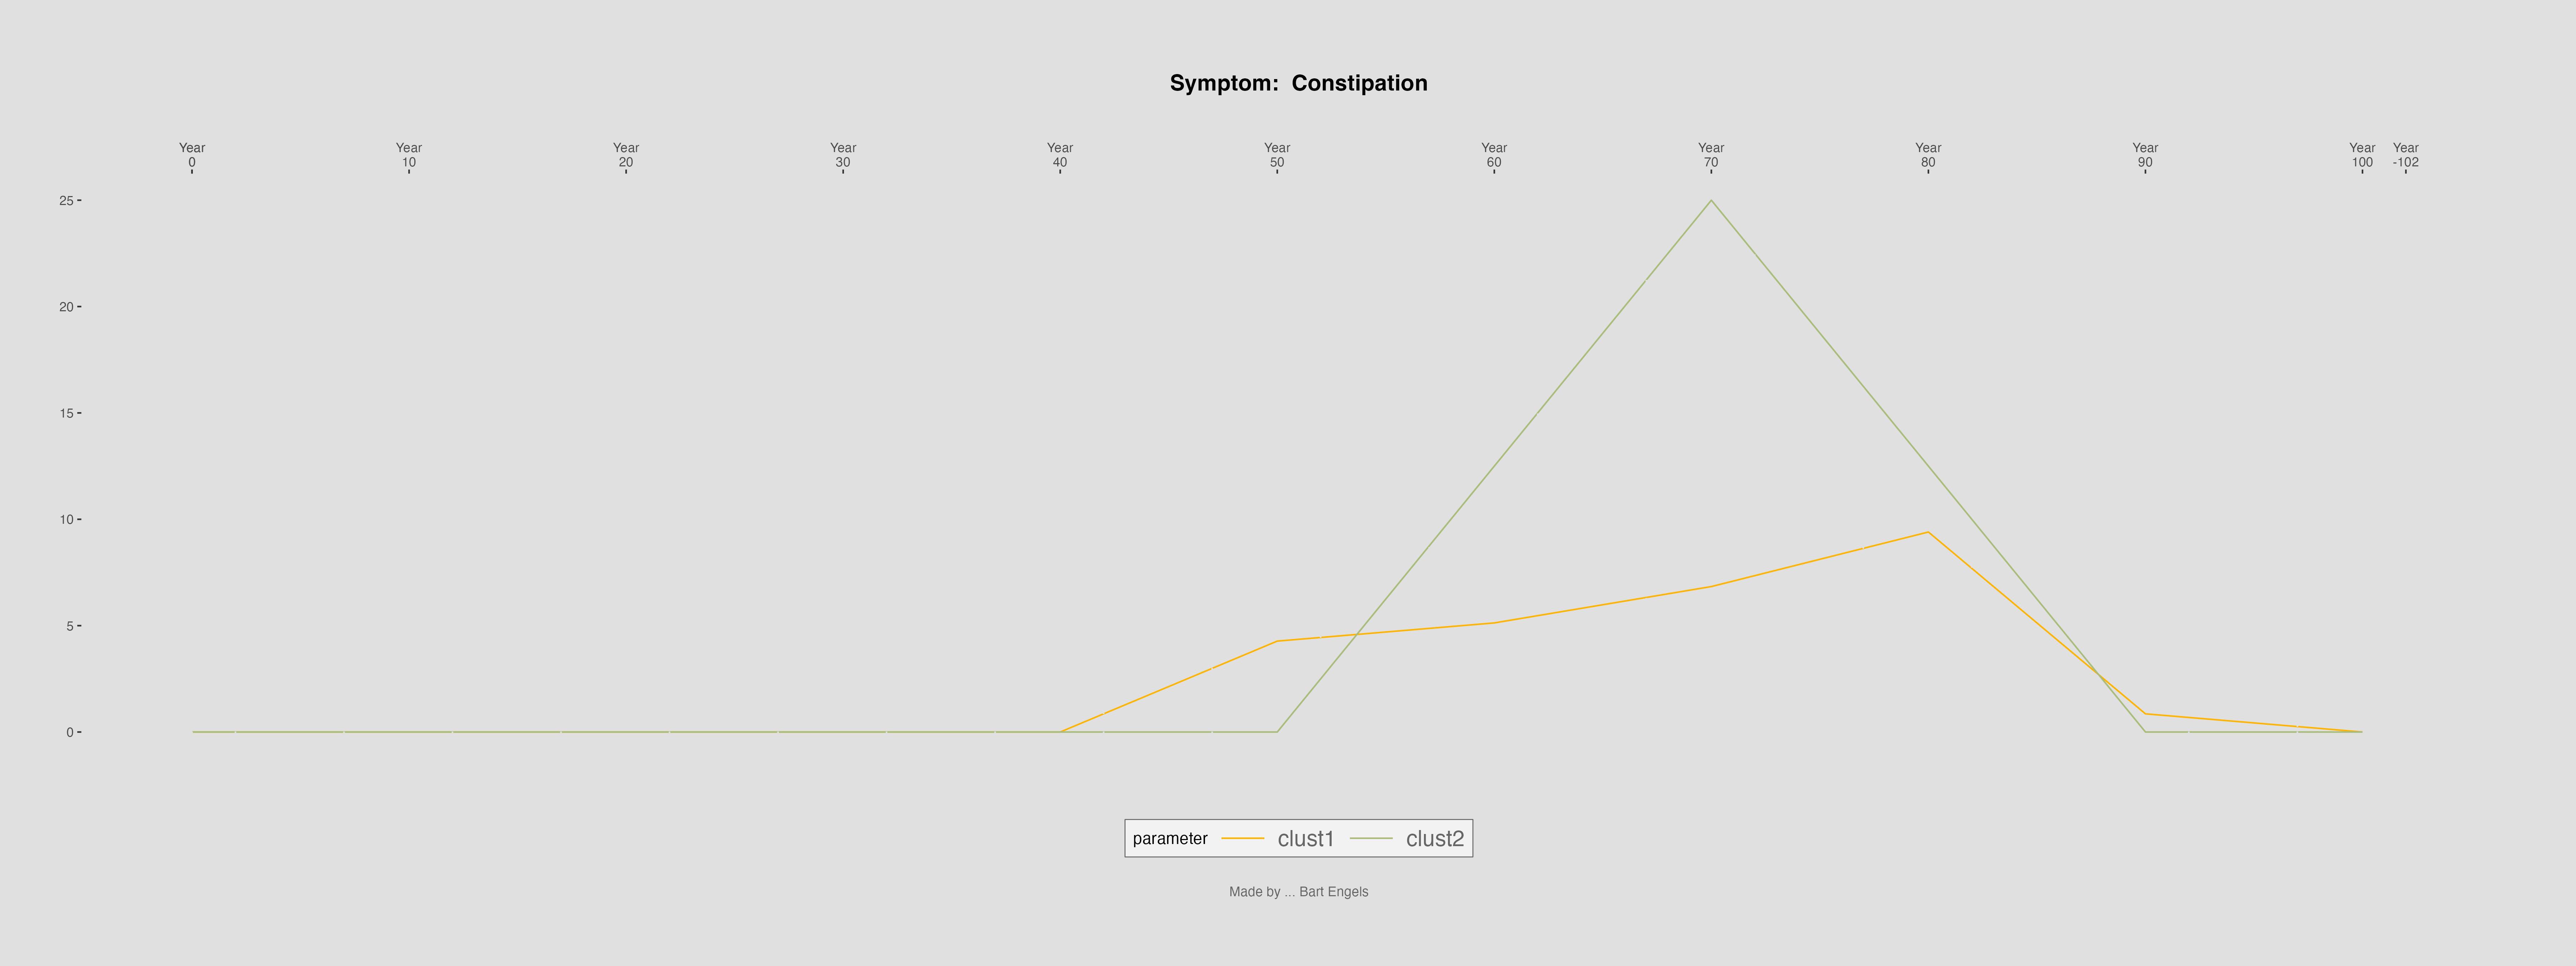 Symptom:  Constipation
Year Year Year Year Year Year Year Year Year Year Year Year
0 10 20 30 40 50 60 70 80 90 100 -102
25
20
15
10
5
0
parameter clust1 clust2
Made by ... Bart Engels